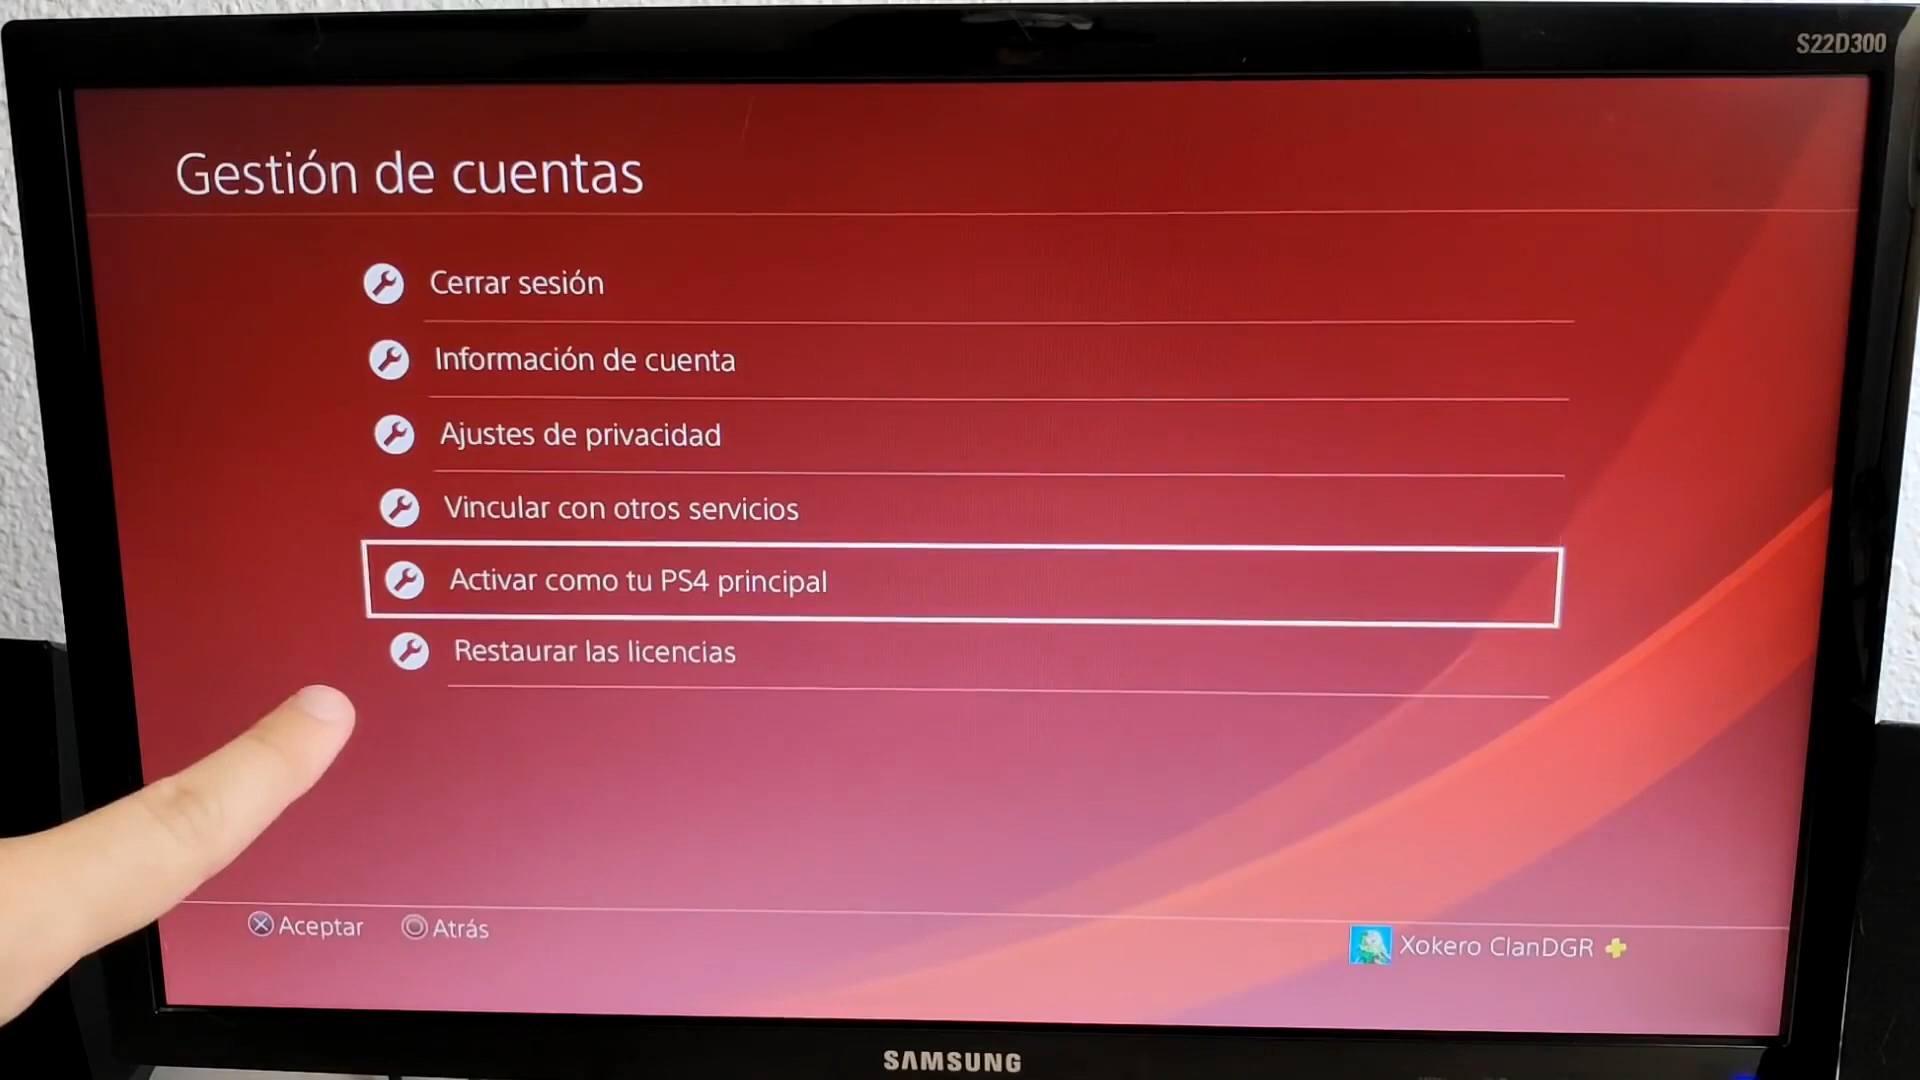 S22D300
Gestión de cuentas
Cerrar sesión
Información de cuenta
Ajustes de privacidad
Vincular con otros servicios
Activar como tu PS4 principal
Restaurar las licencias
Aceptar
Atrás
Xokero ClanDGR
SAMSUNG